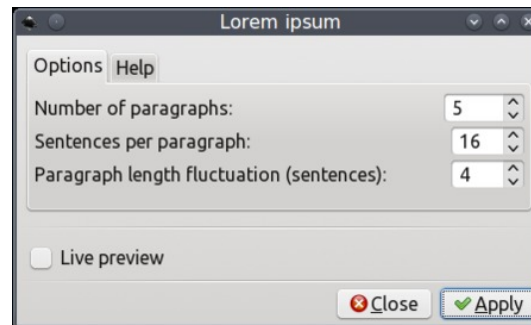 Lorem ipsum
Options Help
Number of paragraphs: 5
Sentences per paragraph: 16
Paragraph length fluctuation (sentences): 4
Live preview
Close Apply